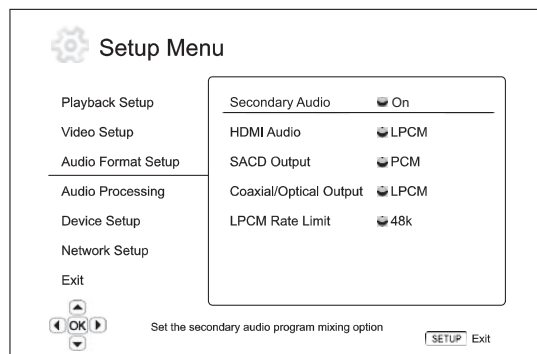 Setup Menu
Playback Setup
Video Setup
Audio Format Setup
Audio Processing
Device Setup
Network Setup
Exit
Secondary Audio On
HDMI Audio LPCM
SACD Output PCM
Coaxial/Optical Output LPCM
LPCM Rate Limit 48k
OK
Set the secondary audio program mixing option
SETUP Exit